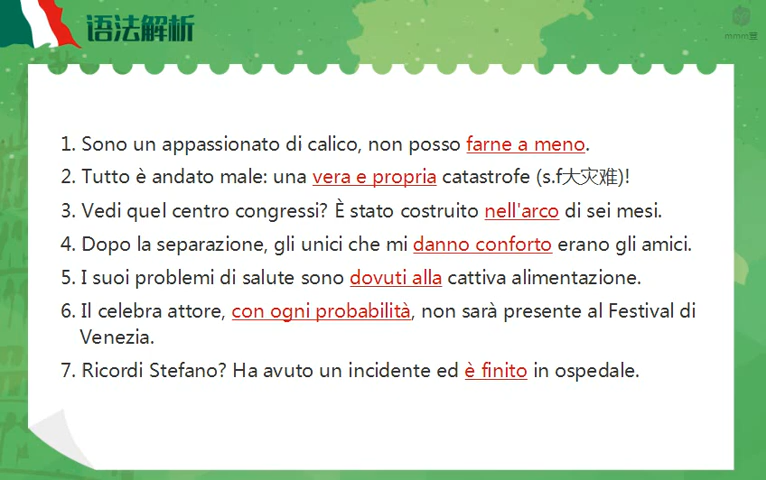 语法解析
mmm豆
1. Sono un appassionato di calico, non posso farne a meno.
2. Tutto è andato male: una vera e propria catastrofe (s.f大灾难)!
3. Vedi quel centro congressi? È stato costruito nell'arco di sei mesi.
4. Dopo la separazione, gli unici che mi danno conforto erano gli amici.
5. I suoi problemi di salute sono dovuti alla cattiva alimentazione.
6. Il celebra attore, con ogni probabilità, non sarà presente al Festival di
Venezia.
7. Ricordi Stefano? Ha avuto un incidente ed è finito in ospedale.